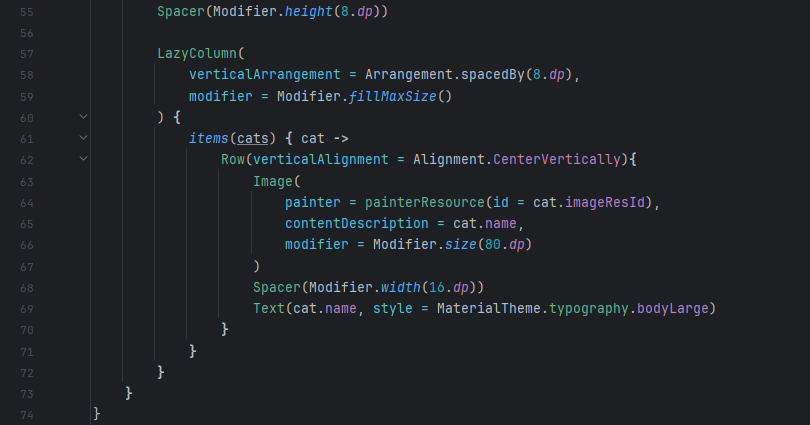 55 Spacer(Modifier.height(8.dp))
56
57 LazyColumn(
58 verticalArrangement = Arrangement.spacedBy(8.dp),
59 modifier = Modifier.fillMaxSize()
60 ) {
61 items(cats) { cat ->
62 Row(verticalAlignment = Alignment.CenterVertically){
63 Image(
64 painter = painterResource(id = cat.imageResId),
65 contentDescription = cat.name,
66 modifier = Modifier.size(80.dp)
67 )
68 Spacer(Modifier.width(16.dp))
69 Text(cat.name, style = MaterialTheme.typography.bodyLarge)
70 }
71 }
72 }
73 }
74 }